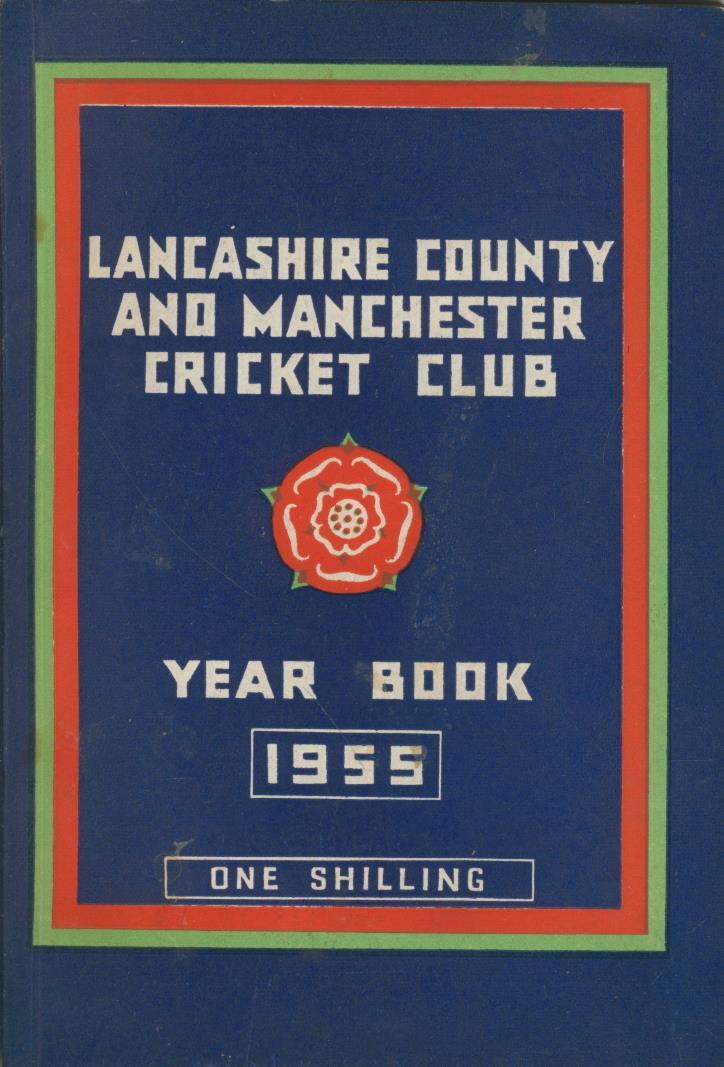 LANCASHIRE COUNTY
AND MANCHESTER
CRICKET CLUB
YEAR BOOK
1955
ONE SHILLING